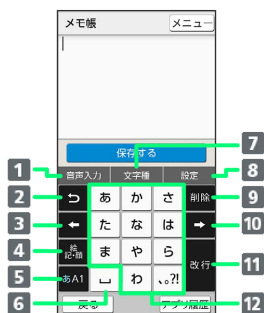 メモ帳 メニュー
保存する
7
1 音声入力 文字種 設定 8
2 あ か さ 削除 9
3 ← た な は → 10
4 絵記・顔 ま や ら
5 あA1 わ 、。?! 改行 11
6 戻る アプリ履歴 12